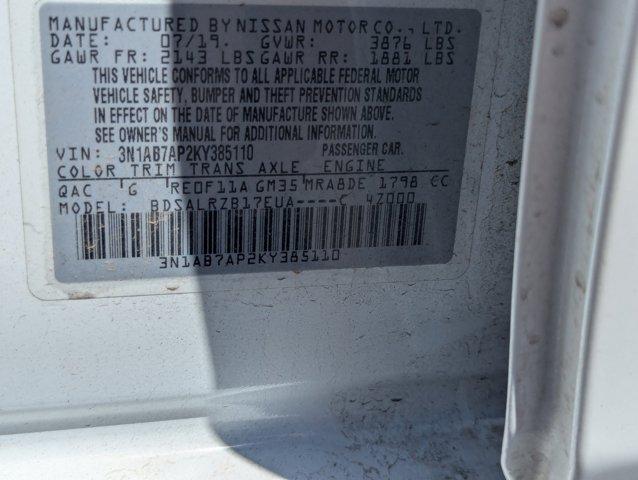 MANUFACTURED BY NISSAN MOTOR CO., LTD.
DATE: 07/19. GVWR: 3876 LBS
GAWR FR: 2143 LBS GAWR RR: 1881 LBS
THIS VEHICLE CONFORMS TO ALL APPLICABLE FEDERAL MOTOR
VEHICLE SAFETY, BUMPER AND THEFT PREVENTION STANDARDS
IN EFFECT ON THE DATE OF MANUFACTURE SHOWN ABOVE.
SEE OWNER'S MANUAL FOR ADDITIONAL INFORMATION.
VIN: 3N1AB7AP2KY385110 PASSENGER CAR.
COLOR TRIM TRANS AXLE ENGINE
QAC G RE0F11A GM35 MRA8DE 1798 CC
MODEL: BDSALRZB17EUA----C 4Z000
3N1AB7AP2KY385110